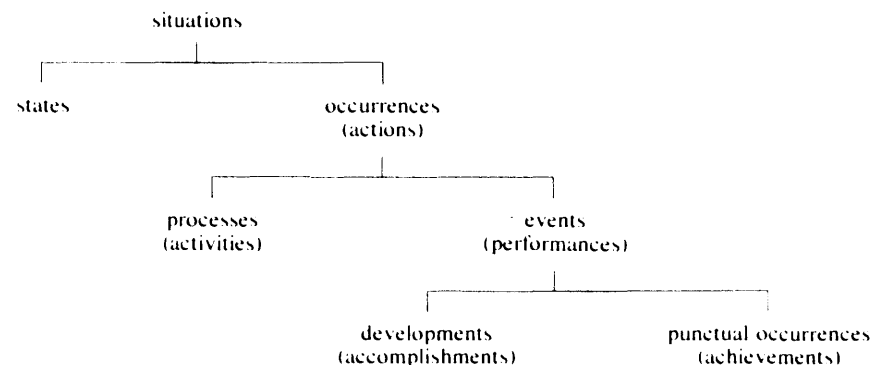 situations
states
occurrences
(actions)
processes
(activities)
events
(performances)
developments
(accomplishments)
punctual occurrences
(achievements)